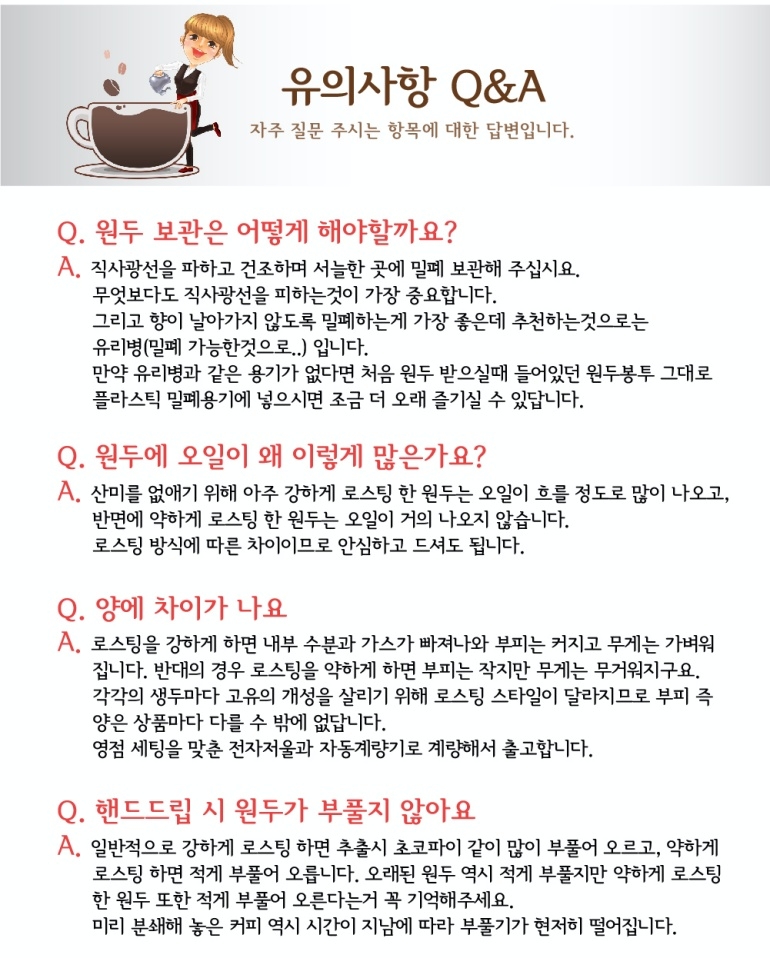 유의사항 Q&A
자주 질문 주시는 항목에 대한 답변입니다.
Q. 원두 보관은 어떻게 해야할까요?
A. 직사광선을 파하고 건조하며 서늘한 곳에 밀폐 보관해 주십시요.
무엇보다도 직사광선을 피하는것이 가장 중요합니다.
그리고 향이 날아가지 않도록 밀폐하는게 가장 좋은데 추천하는것으로는
유리병(밀폐 가능한것으로..) 입니다.
만약 유리병과 같은 용기가 없다면 처음 원두 받으실때 들어있던 원두봉투 그대로
플라스틱 밀폐용기에 넣으시면 조금 더 오래 즐기실 수 있답니다.
Q. 원두에 오일이 왜 이렇게 많은가요?
A. 산미를 없애기 위해 아주 강하게 로스팅 한 원두는 오일이 흐를 정도로 많이 나오고,
반면에 약하게 로스팅 한 원두는 오일이 거의 나오지 않습니다.
로스팅 방식에 따른 차이이므로 안심하고 드셔도 됩니다.
Q. 양에 차이가 나요
A. 로스팅을 강하게 하면 내부 수분과 가스가 빠져나와 부피는 커지고 무게는 가벼워
집니다. 반대의 경우 로스팅을 약하게 하면 부피는 작지만 무게는 무거워지구요.
각각의 생두마다 고유의 개성을 살리기 위해 로스팅 스타일이 달라지므로 부피 즉
양은 상품마다 다를 수 밖에 없답니다.
영점 세팅을 맞춘 전자저울과 자동계량기로 계량해서 출고합니다.
Q. 핸드드립 시 원두가 부풀지 않아요
A. 일반적으로 강하게 로스팅 하면 추출시 초코파이 같이 많이 부풀어 오르고, 약하게
로스팅 하면 적게 부풀어 오릅니다. 오래된 원두 역시 적게 부풀지만 약하게 로스팅
한 원두 또한 적게 부풀어 오른다는거 꼭 기억해주세요.
미리 분쇄해 놓은 커피 역시 시간이 지남에 따라 부풀기가 현저히 떨어집니다.